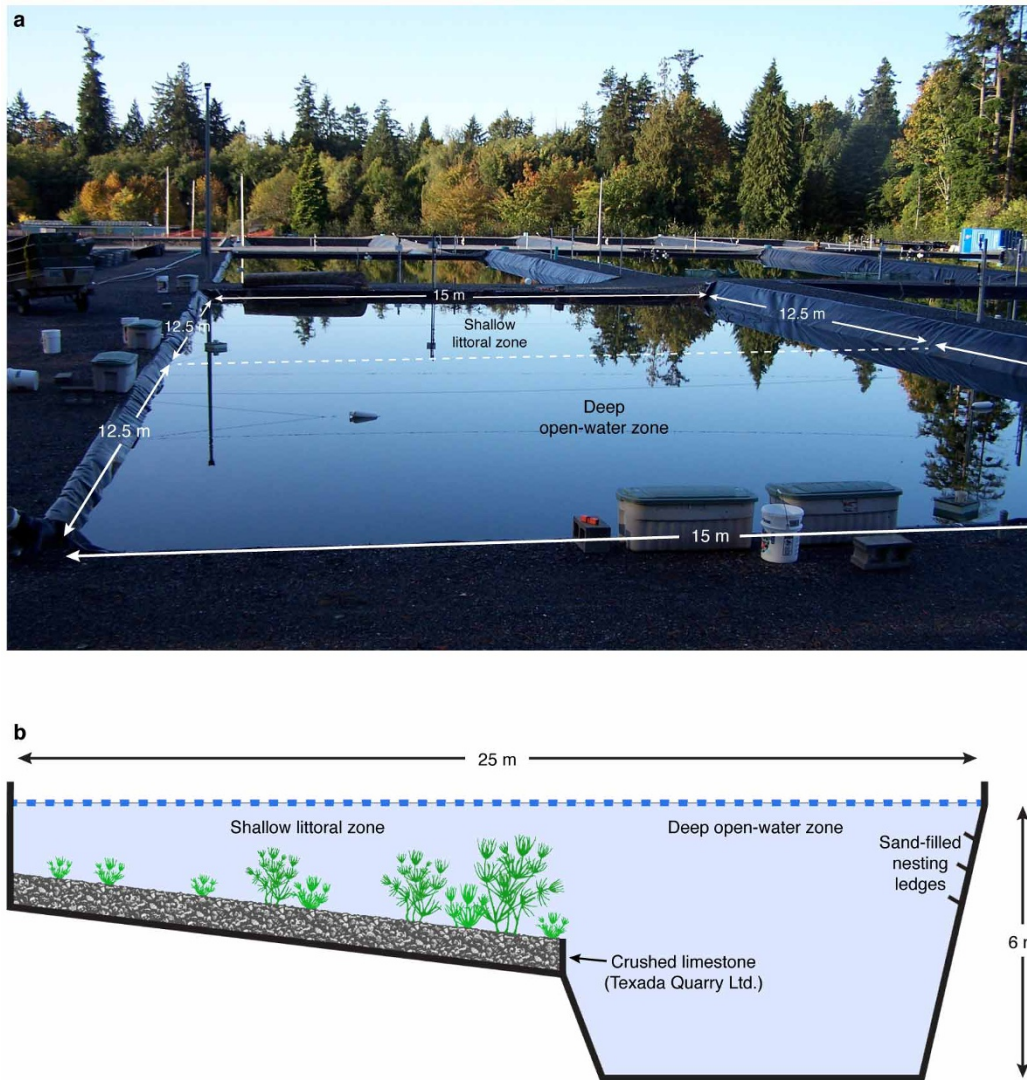 a
15 m
12.5 m
12.5 m
Shallow
littoral zone
Deep
open-water zone
12.5 m
15 m
b
25 m
Shallow littoral zone
Deep open-water zone
Sand-filled
nesting
ledges
6 m
Crushed limestone
(Texada Quarry Ltd.)